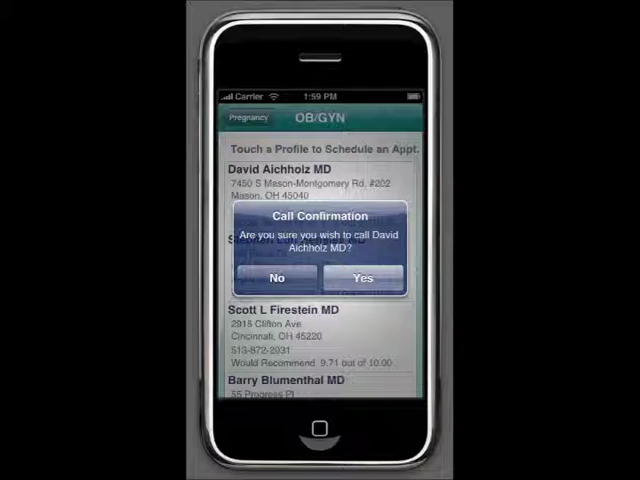 Carrier 1:59 PM
Pregnancy OB/GYN
Touch a Profile to Schedule an Appt.
David Aichholz MD
7450 S Mason-Montgomery Rd, #202
Mason, OH 45040
Call Confirmation
Are you sure you wish to call David
Aichholz MD?
No Yes
Scott L Firestein MD
2915 Clifton Ave
Cincinnati, OH 45220
513-872-2031
Would Recommend 9.71 out of 10.00
Barry Blumenthal MD
55 Progress Pl